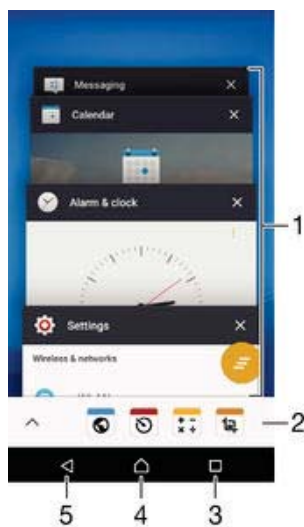 Messaging
Calendar
Alarm & clock
Settings
Wireless & networks
1
2
5 4 3